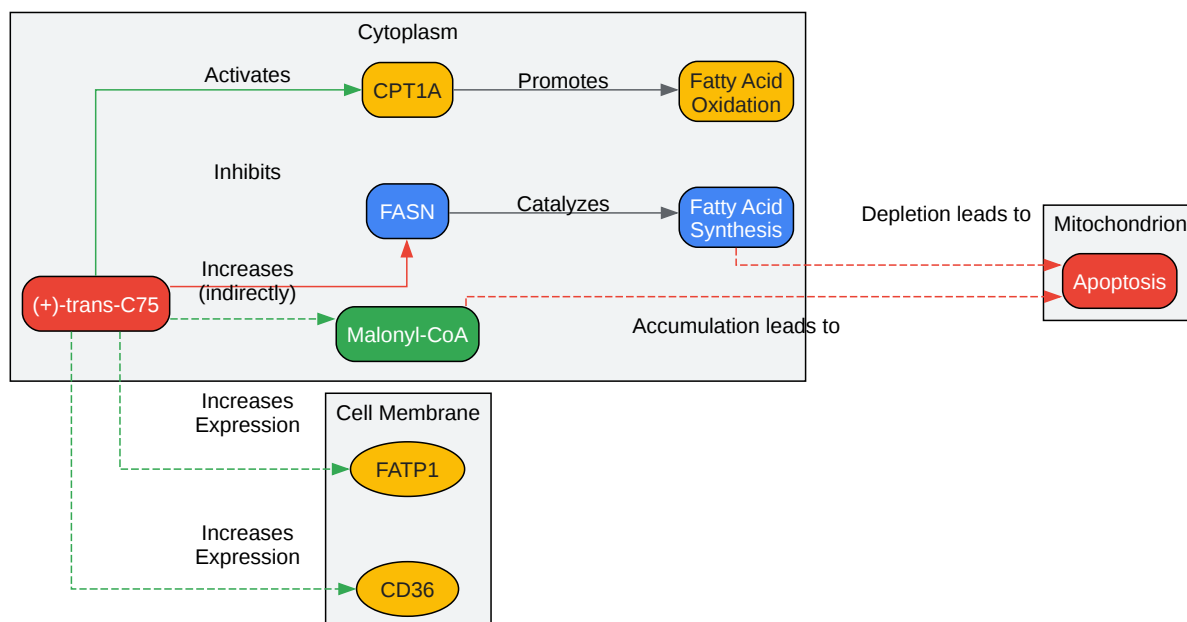 Cytoplasm
Activates
CPT1A
Promotes
Fatty Acid
Oxidation
Inhibits
FASN
Catalyzes
Fatty Acid
Synthesis
Depletion leads to
Mitochondrion
Apoptosis
(+)-trans-C75
Increases
(indirectly)
Malonyl-CoA
Accumulation leads to
Increases
Expression
Cell Membrane
FATP1
Increases
Expression
CD36